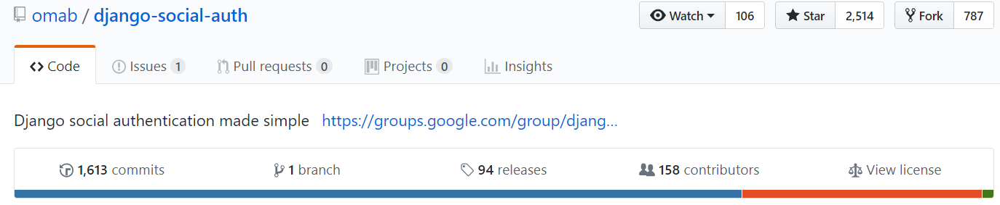 omab / django-social-auth Watch 106 Star 2,514 Fork 787
Code Issues 1 Pull requests 0 Projects 0 Insights
Django social authentication made simple https://groups.google.com/group/djang...
1,613 commits 1 branch 94 releases 158 contributors View license